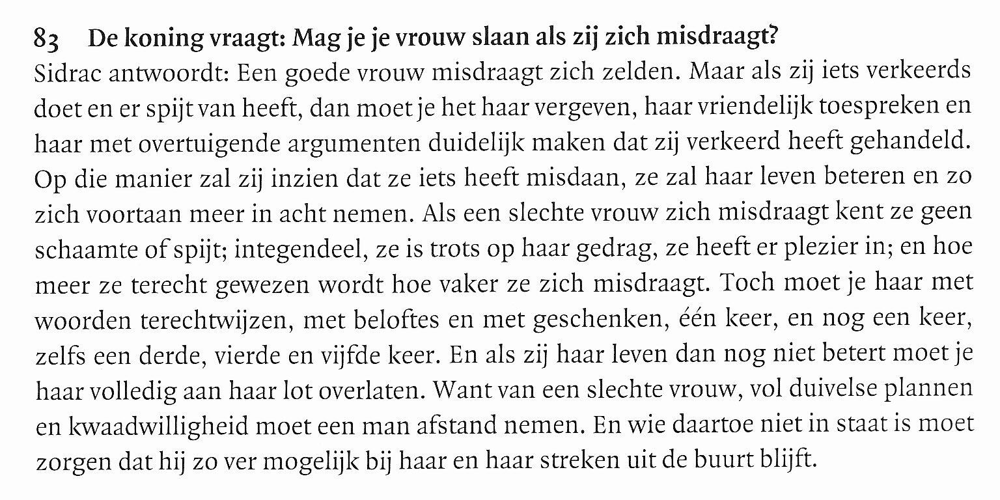 83 De koning vraagt: Mag je je vrouw slaan als zij zich misdraagt?
Sidrac antwoordt: Een goede vrouw misdraagt zich zelden. Maar als zij iets verkeerds
doet en er spijt van heeft, dan moet je het haar vergeven, haar vriendelijk toespreken en
haar met overtuigende argumenten duidelijk maken dat zij verkeerd heeft gehandeld.
Op die manier zal zij inzien dat ze iets heeft misdaan, ze zal haar leven beteren en zo
zich voortaan meer in acht nemen. Als een slechte vrouw zich misdraagt kent ze geen
schaamte of spijt; integendeel, ze is trots op haar gedrag, ze heeft er plezier in; en hoe
meer ze terecht gewezen wordt hoe vaker ze zich misdraagt. Toch moet je haar met
woorden terechtwijzen, met beloftes en met geschenken, één keer, en nog een keer,
zelfs een derde, vierde en vijfde keer. En als zij haar leven dan nog niet betert moet je
haar volledig aan haar lot overlaten. Want van een slechte vrouw, vol duivelse plannen
en kwaadwilligheid moet een man afstand nemen. En wie daartoe niet in staat is moet
zorgen dat hij zo ver mogelijk bij haar en haar streken uit de buurt blijft.